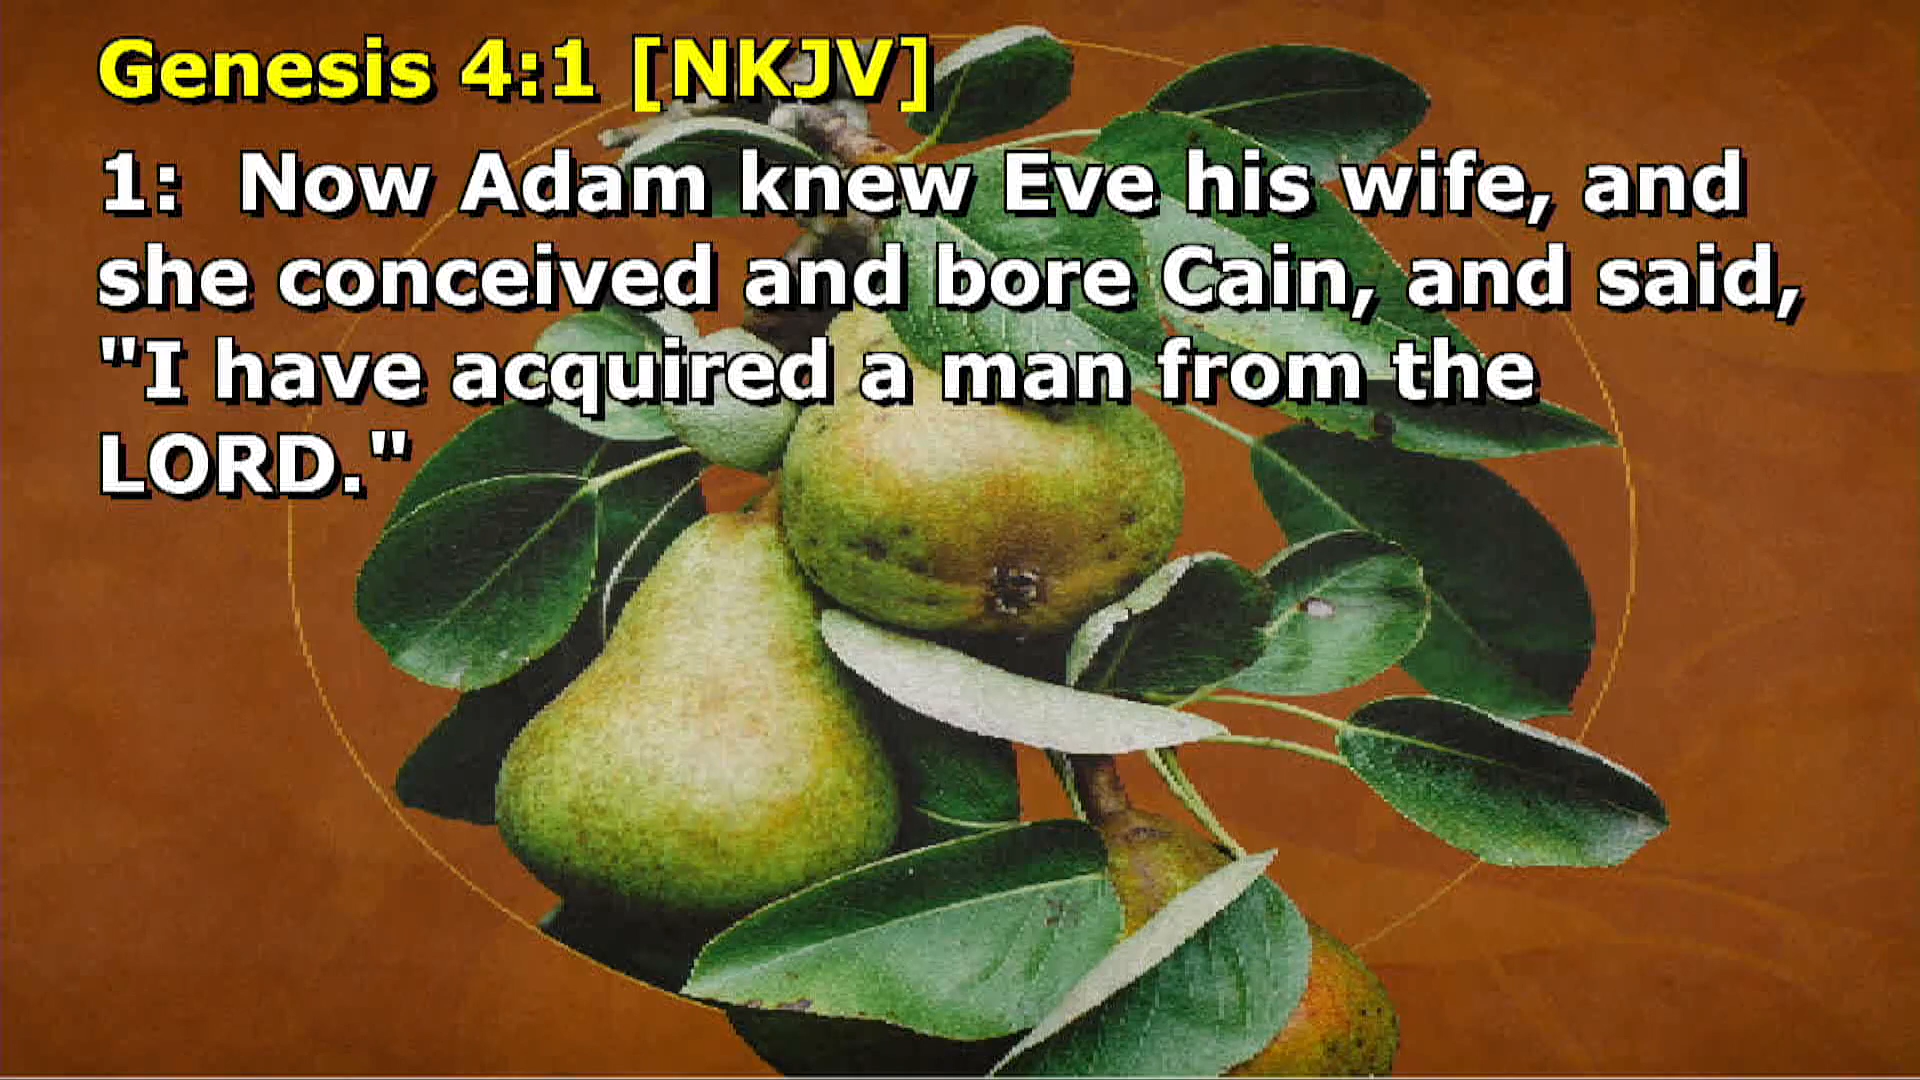 Genesis 4:1 [NKJV]
1:  Now Adam knew Eve his wife, and
she conceived and bore Cain, and said,
"I have acquired a man from the
LORD."